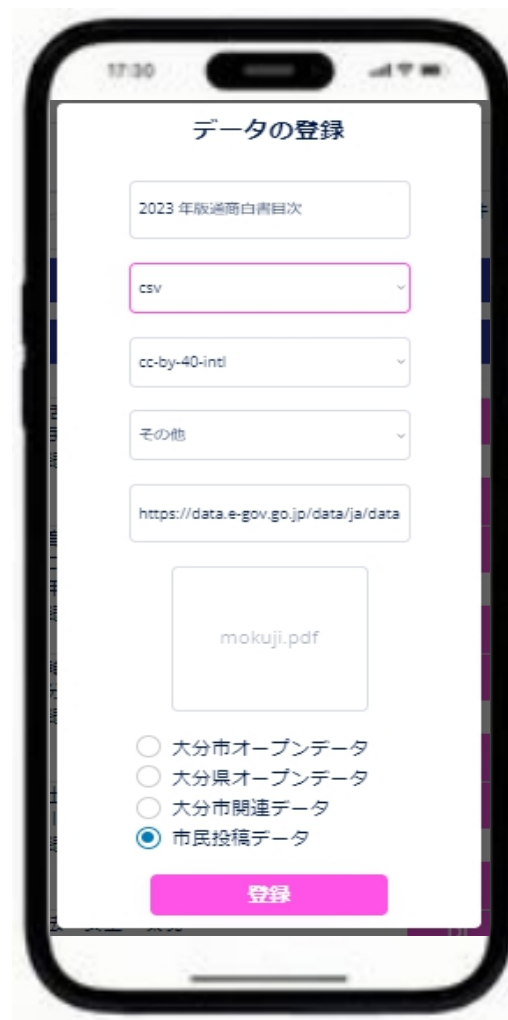 17:30
データの登録
2023 年版通商白書目次
csv
cc-by-40-intl
その他
https://data.e-gov.go.jp/data/ja/data
mokuji.pdf
大分市オープンデータ
大分県オープンデータ
大分市関連データ
市民投稿データ
登録